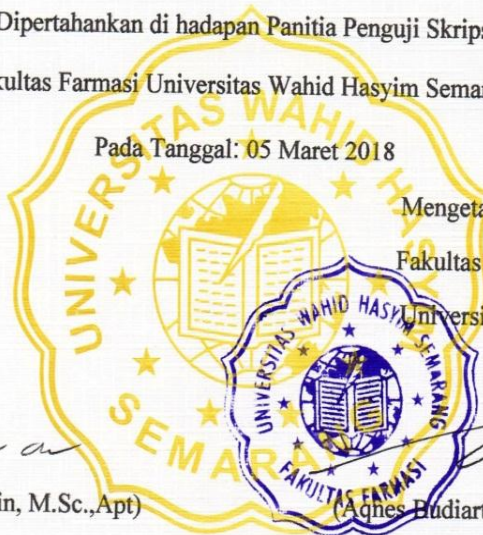 Dipertahankan di hadapan Panitia Penguji Skrips
kultas Farmasi Universitas Wahid Hasyim Semar
Pada Tanggal: 05 Maret 2018
Mengeta
Fakultas
Universi
UNIVERSITAS WAHID HASYIM
SEMARANG
UNIVERSITAS WAHID HASYIM SEMARANG
FAKULTAS FARMASI
in, M.Sc.,Apt)
(Agnes Budiart